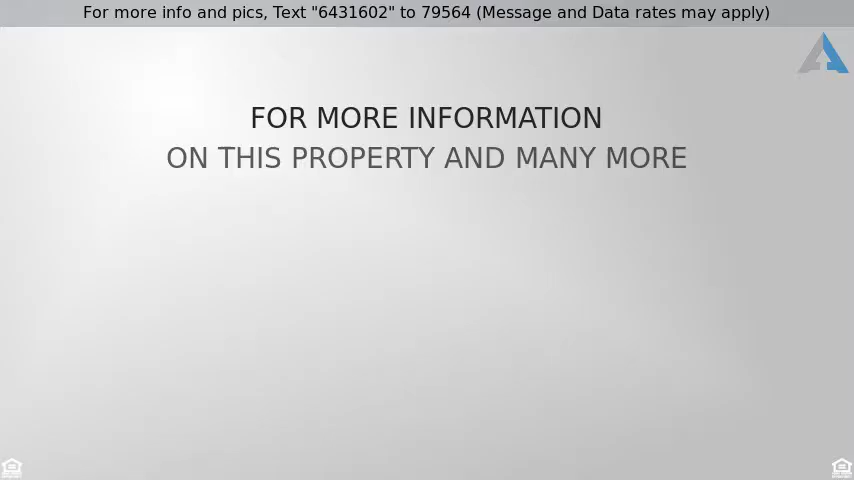 For more info and pics, Text "6431602" to 79564 (Message and Data rates may apply)
FOR MORE INFORMATION
ON THIS PROPERTY AND MANY MORE